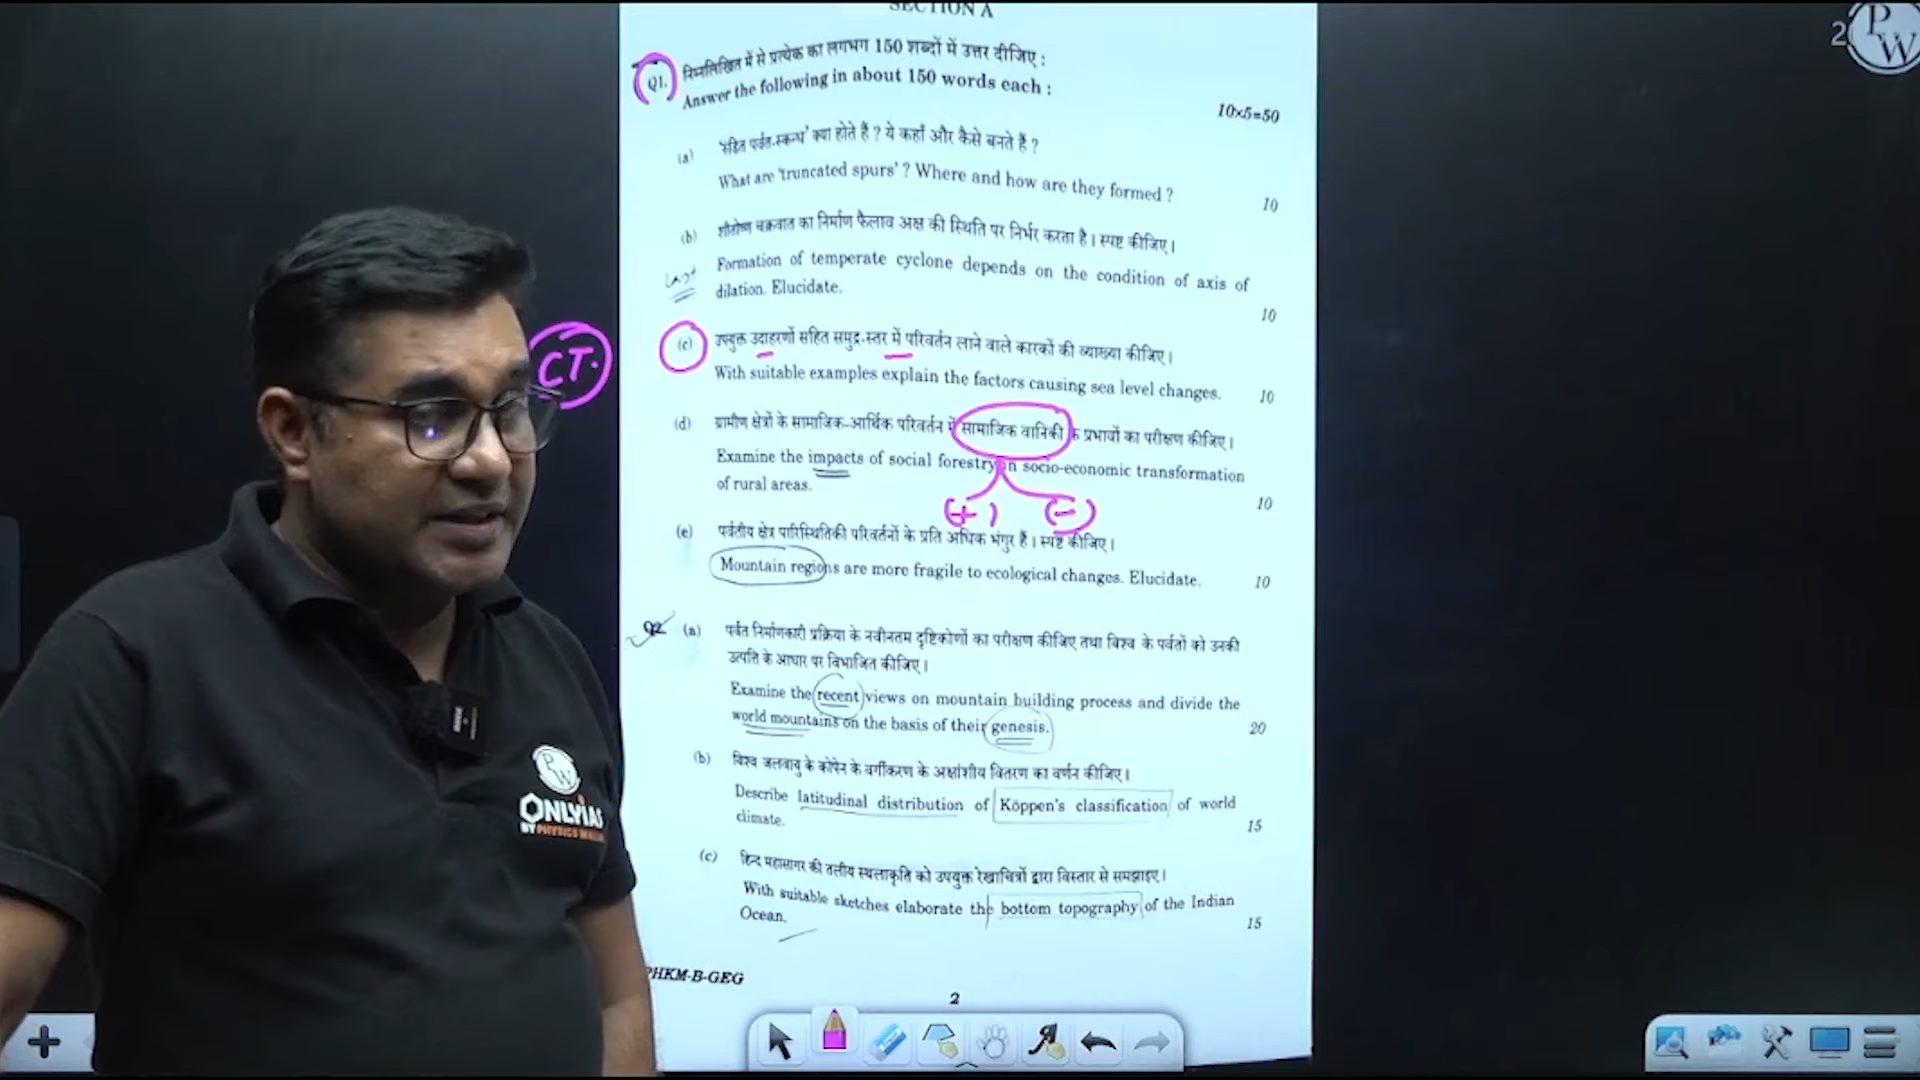 SECTION A
Q1. निम्नलिखित में से प्रत्येक का लगभग 150 शब्दों में उत्तर दीजिए :
Answer the following in about 150 words each :
10×5=50
(a) क्या होते हैं ? ये कहाँ और कैसे बनते हैं ?
What are 'truncated spurs' ? Where and how are they formed ?
10
(b) शीतोष्ण चक्रवात का निर्माण फैलाव अक्ष की स्थिति पर निर्भर करता है । स्पष्ट कीजिए ।
Last
Formation of temperate cyclone depends on the condition of axis of
dilation. Elucidate.
10
CT.
(c) उपयुक्त उदाहरणों सहित समुद्र-स्तर में परिवर्तन लाने वाले कारकों की व्याख्या कीजिए ।
With suitable examples explain the factors causing sea level changes.
10
(d) ग्रामीण क्षेत्रों के सामाजिक-आर्थिक परिवर्तन में सामाजिक वानिकी के प्रभावों का परीक्षण कीजिए ।
Examine the impacts of social forestry in socio-economic transformation
of rural areas.
10
(+) (-)
(e) पर्वतीय क्षेत्र पारिस्थितिकी परिवर्तनों के प्रति अधिक भंगुर हैं । स्पष्ट कीजिए ।
Mountain regions are more fragile to ecological changes. Elucidate.
10
Q2. (a) पर्वत निर्माणकारी प्रक्रिया के नवीनतम दृष्टिकोणों का परीक्षण कीजिए तथा विश्व के पर्वतों को उनकी
उत्पत्ति के आधार पर विभाजित कीजिए ।
Examine the recent views on mountain building process and divide the
world mountains on the basis of their genesis.
20
(b) विश्व जलवायु के कोपेन के वर्गीकरण के अक्षांशीय वितरण का वर्णन कीजिए ।
Describe latitudinal distribution of Köppen's classification of world
climate.
15
(c) हिन्द महासागर की तलीय स्थलाकृति को उपयुक्त रेखाचित्रों द्वारा विस्तार से समझाइए ।
With suitable sketches elaborate the bottom topography of the Indian
Ocean.
15
PHKM-B-GEG
2
PW
ONLYIAS
BY PHYSICS WALLAH
2
PW